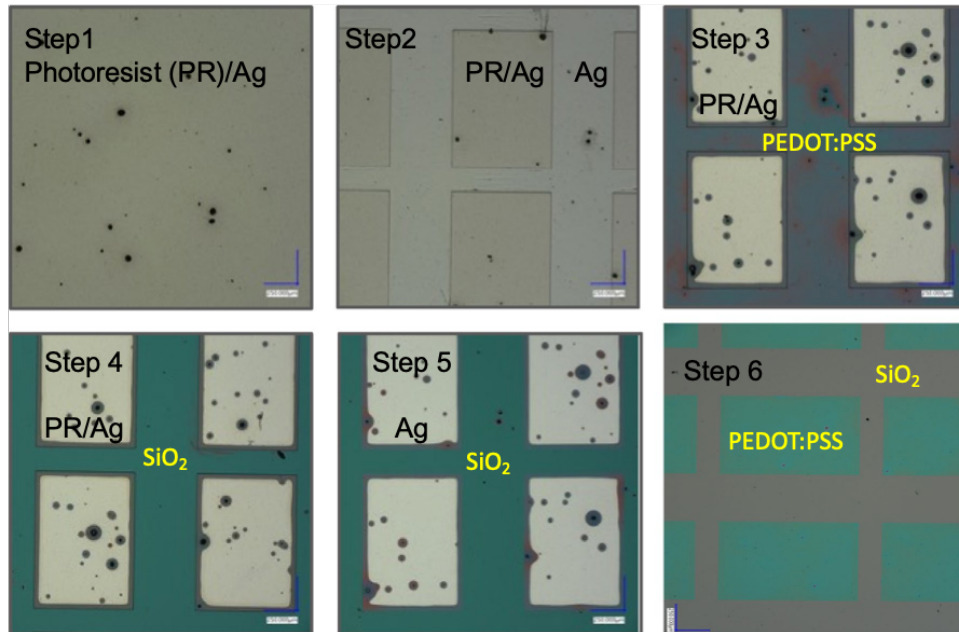 Step1
Photoresist (PR)/Ag
Step2
PR/Ag Ag
Step 3
PR/Ag
PEDOT:PSS
Step 4
PR/Ag
SiO₂
Step 5
Ag
SiO₂
Step 6
SiO₂
PEDOT:PSS